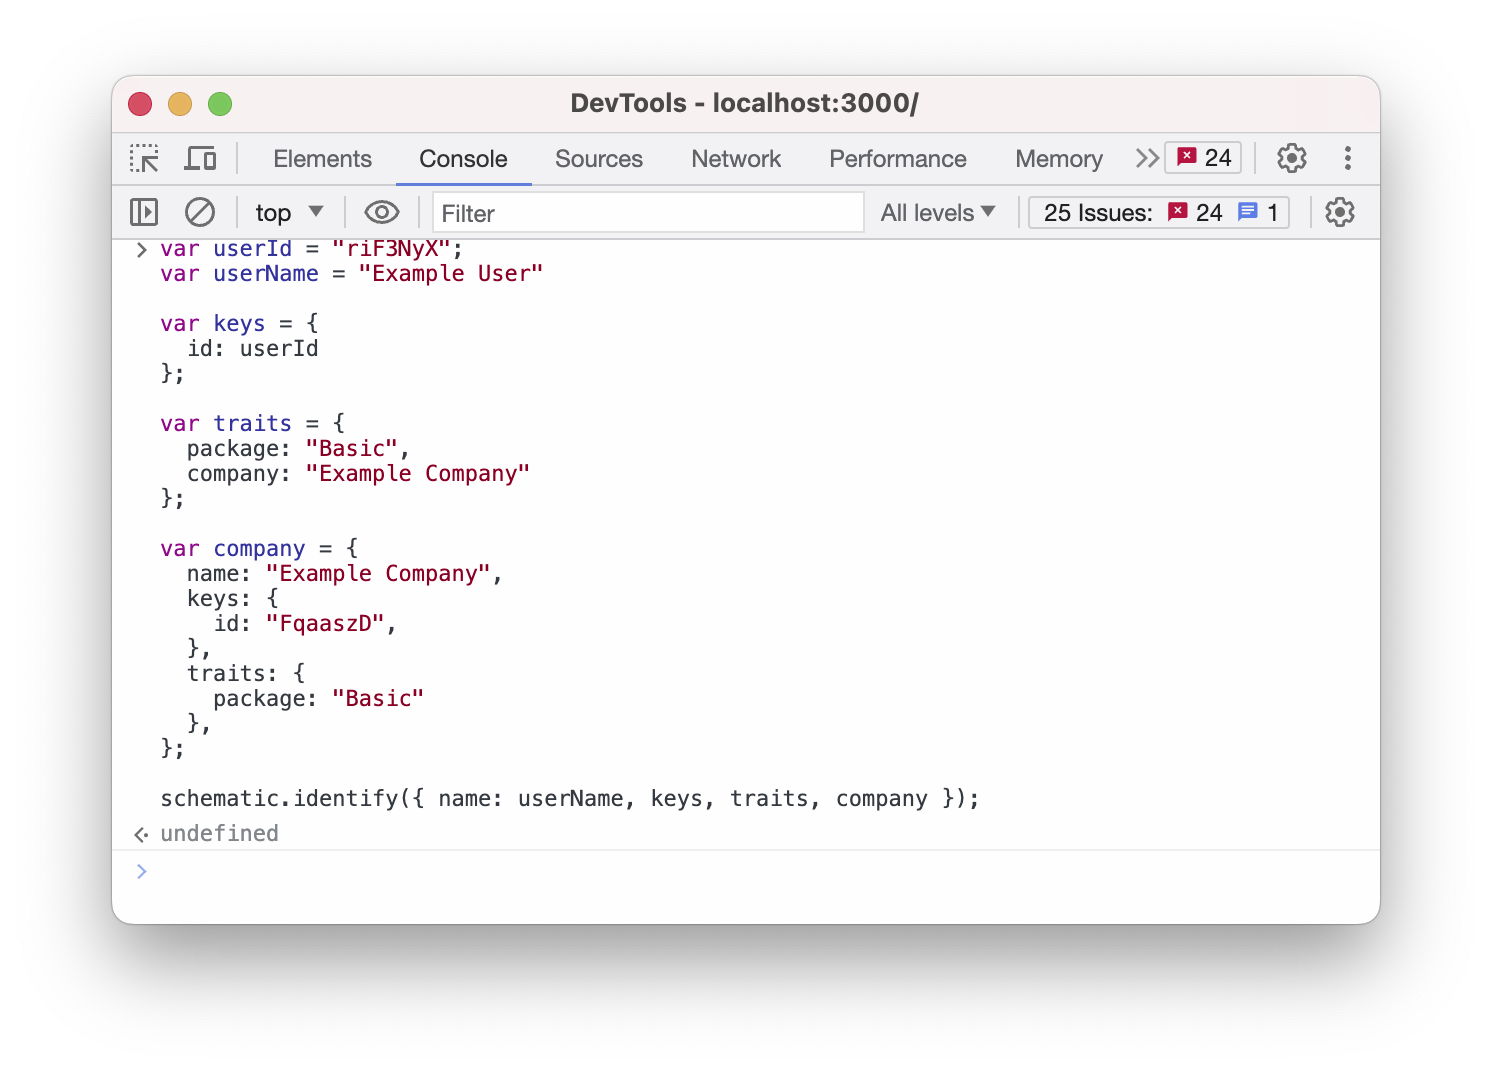 DevTools - localhost:3000/
Elements Console Sources Network Performance Memory 24
top Filter All levels 25 Issues: 24 1
var userId = "riF3NyX";
var userName = "Example User"
var keys = {
  id: userId
};
var traits = {
  package: "Basic",
  company: "Example Company"
};
var company = {
  name: "Example Company",
  keys: {
    id: "FqaaszD",
  },
  traits: {
    package: "Basic"
  },
};
schematic.identify({ name: userName, keys, traits, company });
undefined